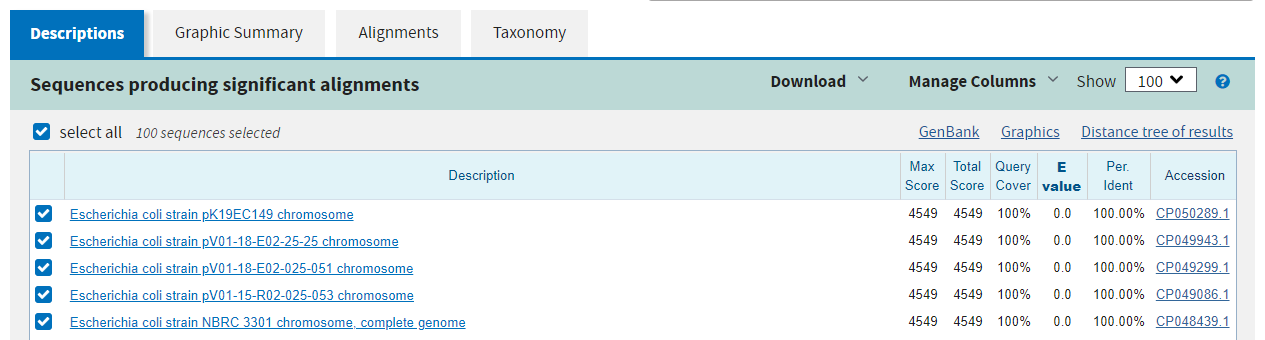 Descriptions Graphic Summary Alignments Taxonomy
Sequences producing significant alignments Download Manage Columns Show 100 ?
select all 100 sequences selected GenBank Graphics Distance tree of results
Description Max Score Total Score Query Cover E value Per. Ident Accession
Escherichia coli strain pK19EC149 chromosome 4549 4549 100% 0.0 100.00% CP050289.1
Escherichia coli strain pV01-18-E02-25-25 chromosome 4549 4549 100% 0.0 100.00% CP049943.1
Escherichia coli strain pV01-18-E02-025-051 chromosome 4549 4549 100% 0.0 100.00% CP049299.1
Escherichia coli strain pV01-15-R02-025-053 chromosome 4549 4549 100% 0.0 100.00% CP049086.1
Escherichia coli strain NBRC 3301 chromosome, complete genome 4549 4549 100% 0.0 100.00% CP048439.1